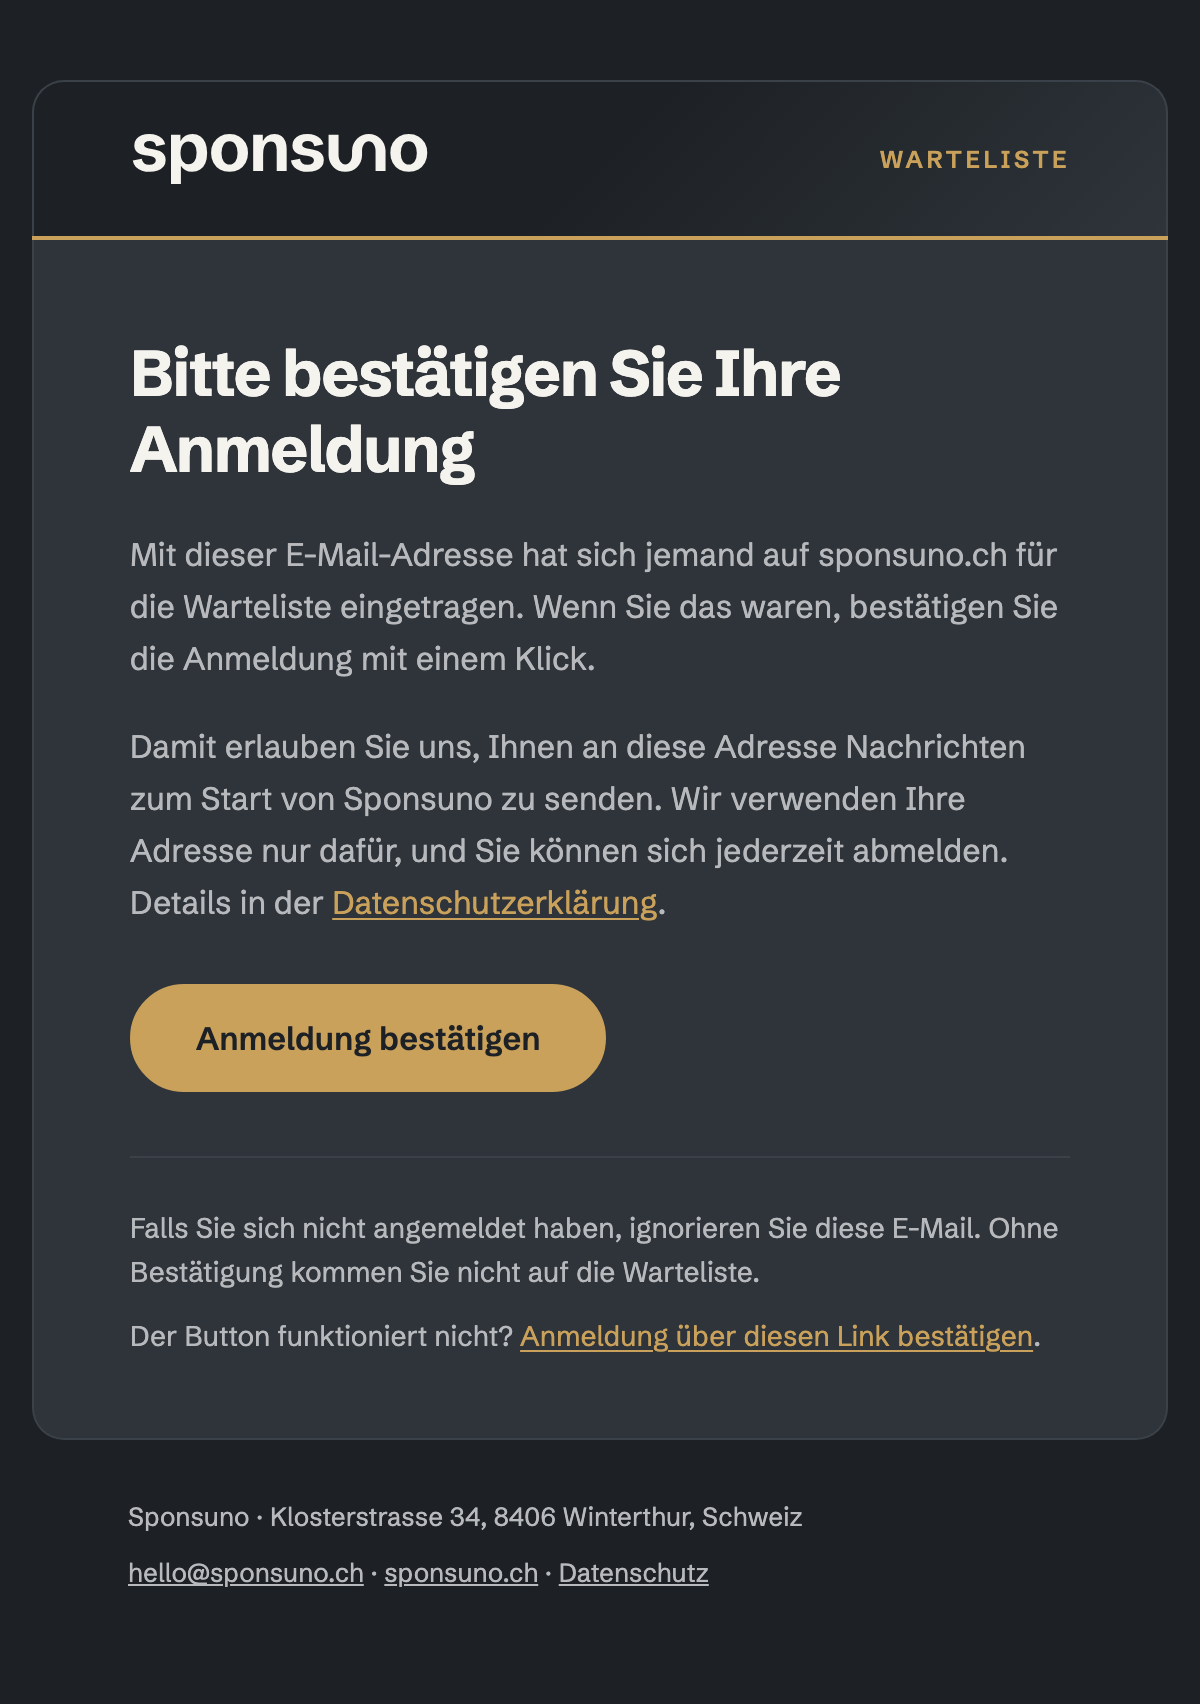 sponsuno
WARTELISTE
Bitte bestätigen Sie Ihre
Anmeldung
Mit dieser E-Mail-Adresse hat sich jemand auf sponsuno.ch für
die Warteliste eingetragen. Wenn Sie das waren, bestätigen Sie
die Anmeldung mit einem Klick.
Damit erlauben Sie uns, Ihnen an diese Adresse Nachrichten
zum Start von Sponsuno zu senden. Wir verwenden Ihre
Adresse nur dafür, und Sie können sich jederzeit abmelden.
Details in der Datenschutzerklärung.
Anmeldung bestätigen
Falls Sie sich nicht angemeldet haben, ignorieren Sie diese E-Mail. Ohne
Bestätigung kommen Sie nicht auf die Warteliste.
Der Button funktioniert nicht? Anmeldung über diesen Link bestätigen.
Sponsuno · Klosterstrasse 34, 8406 Winterthur, Schweiz
hello@sponsuno.ch · sponsuno.ch · Datenschutz